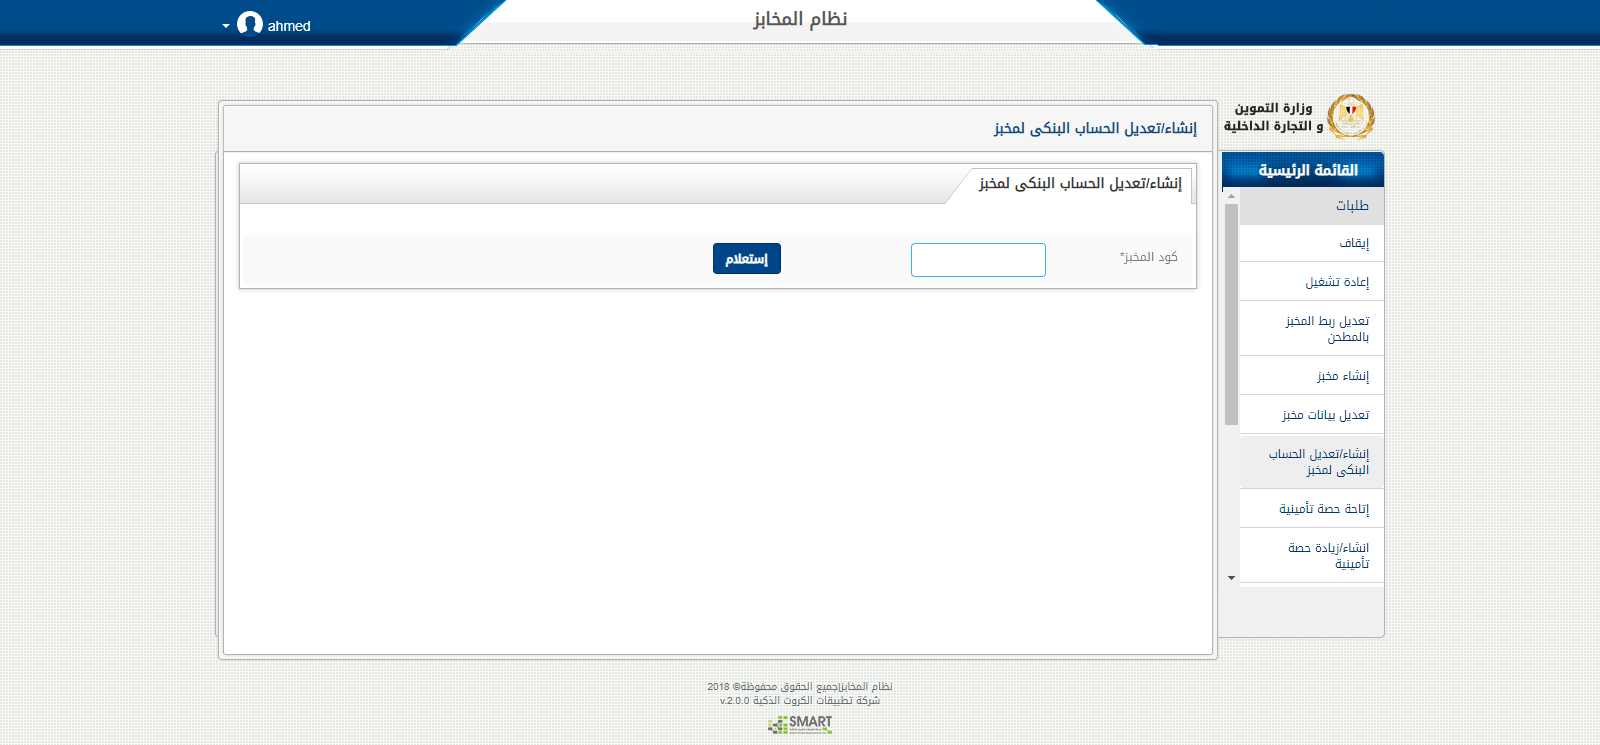 نظام المخابز
ahmed
وزارة التموين
و التجارة الداخلية
القائمة الرئيسية
طلبات
إيقاف
إعادة تشغيل
تعديل ربط المخبز
بالمطحن
إنشاء مخبز
تعديل بيانات مخبز
إنشاء/تعديل الحساب
البنكى لمخبز
إتاحة حصة تأمينية
انشاء/زيادة حصة
تأمينية
إنشاء/تعديل الحساب البنكى لمخبز
إنشاء/تعديل الحساب البنكى لمخبز
كود المخبز*
إستعلام
نظام المخابز|جميع الحقوق محفوظة© 2018
شركة تطبيقات الكروت الذكية v.2.0.0
SMART